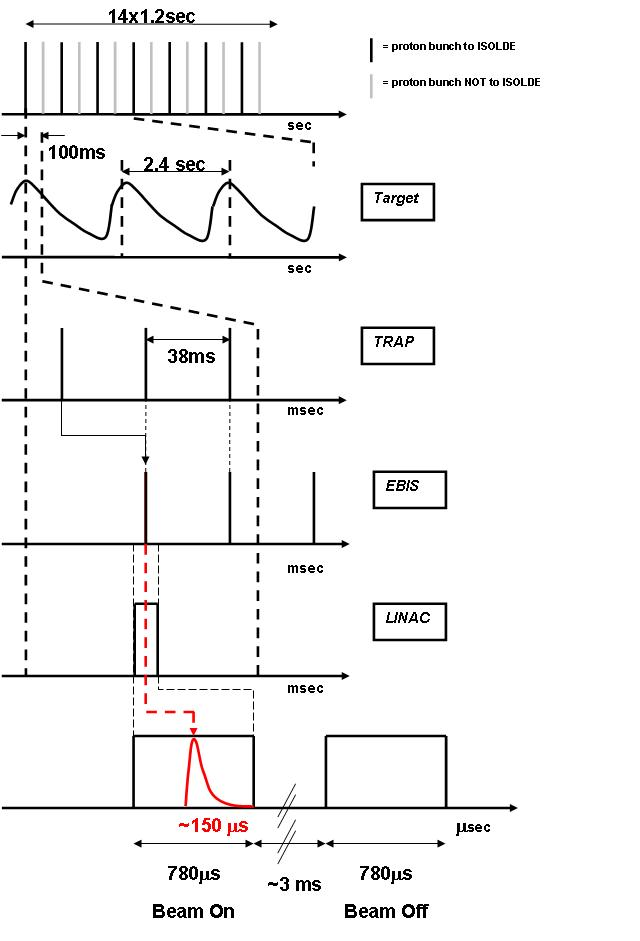 14x1.2sec
= proton bunch to ISOLDE
= proton bunch NOT to ISOLDE
sec
100ms
2.4 sec
Target
sec
TRAP
38ms
msec
EBIS
msec
LINAC
msec
~150 μs
μsec
780μs
~3 ms
780μs
Beam On
Beam Off